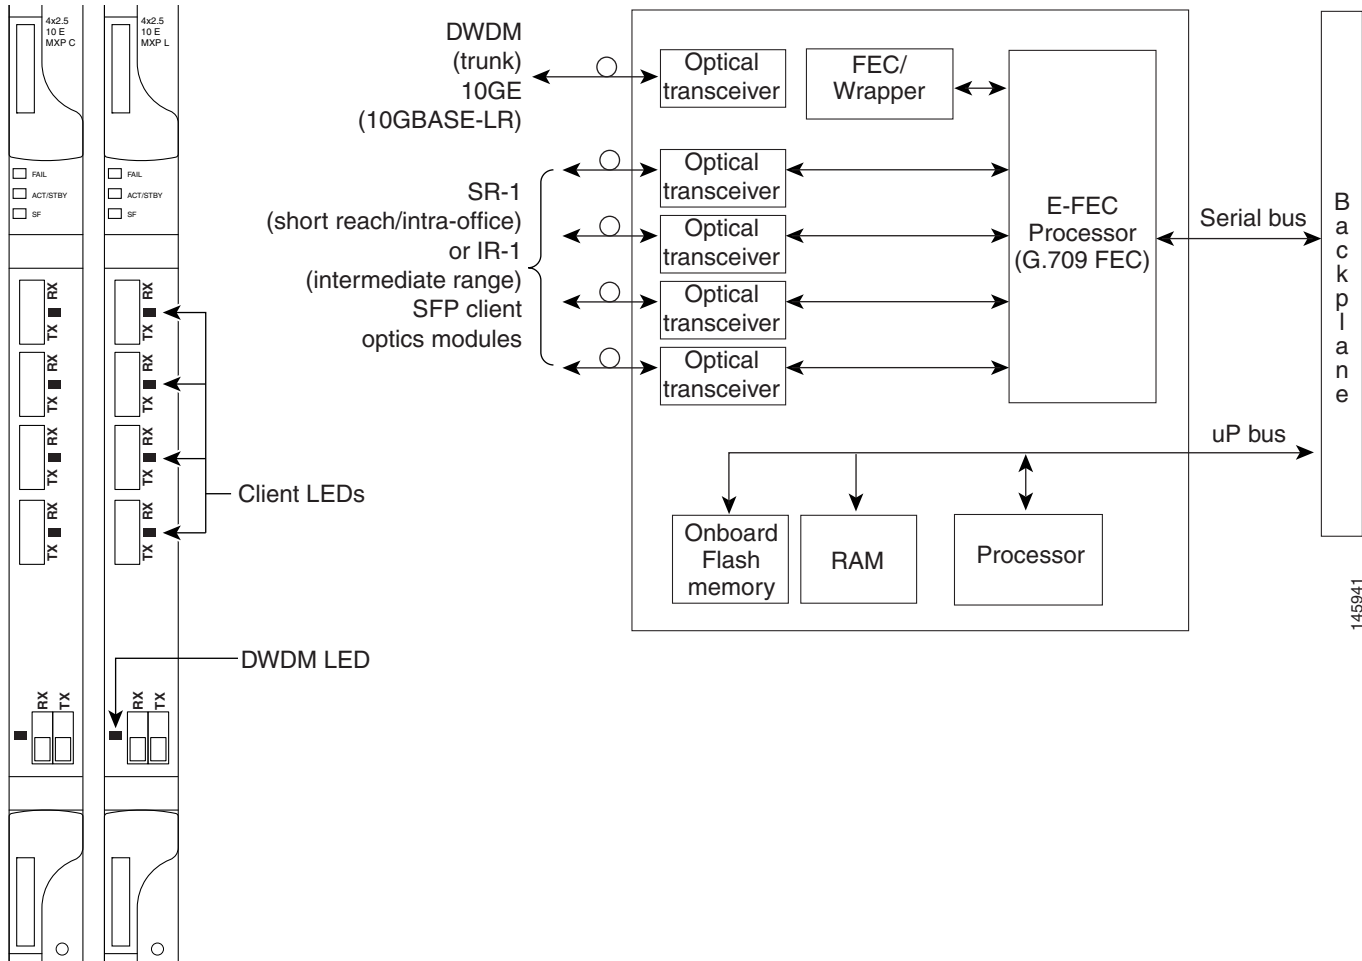 4x2.5
10 E
MXP C
4x2.5
10 E
MXP L
FAIL
ACT/STBY
SF
FAIL
ACT/STBY
SF
RX
TX
RX
TX
RX
TX
RX
TX
RX
TX
RX
TX
RX
TX
RX
TX
Client LEDs
DWDM LED
RX
TX
RX
TX
DWDM
(trunk)
10GE
(10GBASE-LR)
SR-1
(short reach/intra-office)
or IR-1
(intermediate range)
SFP client
optics modules
Optical
transceiver
FEC/
Wrapper
Optical
transceiver
Optical
transceiver
Optical
transceiver
Optical
transceiver
E-FEC
Processor
(G.709 FEC)
Serial bus
uP bus
Backplane
Onboard
Flash
memory
RAM
Processor
145941